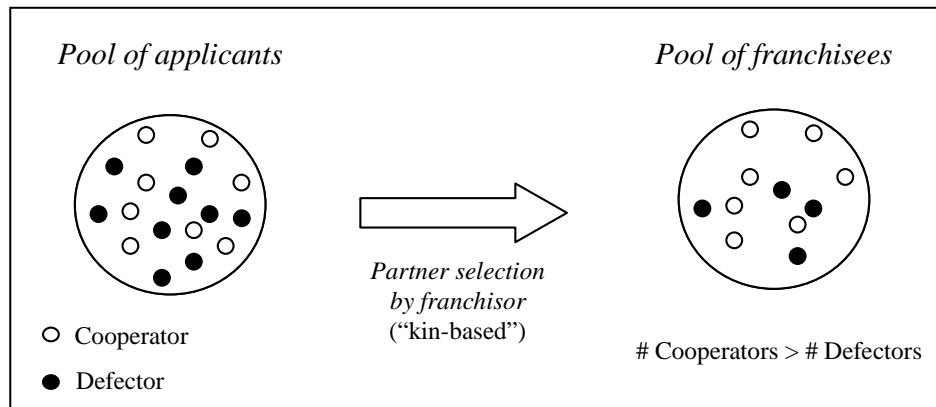 Pool of applicants
Pool of franchisees
Partner selection
by franchisor
(“kin-based”)
Cooperator
Defector
# Cooperators > # Defectors